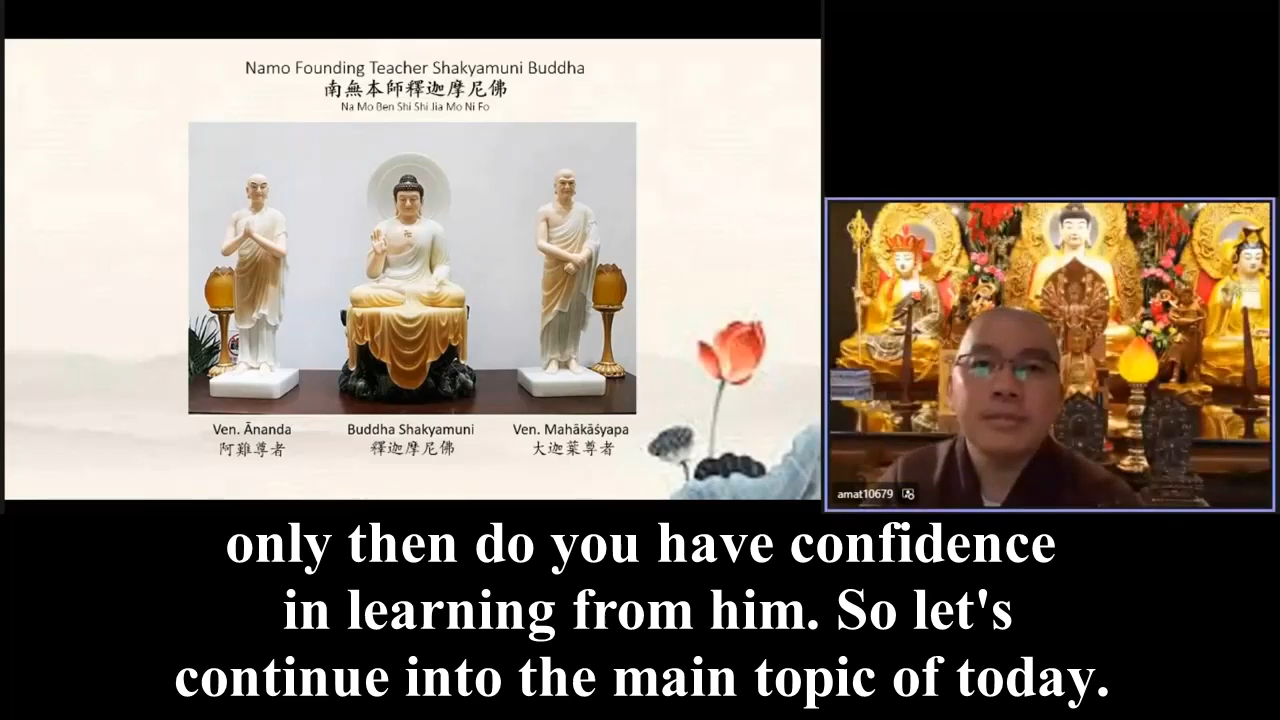 Namo Founding Teacher Shakyamuni Buddha
南無本師釋迦摩尼佛
Na Mo Ben Shi Shi Jia Mo Ni Fo
Ven. Ānanda
阿難尊者
Buddha Shakyamuni
釋迦摩尼佛
Ven. Mahākāśyapa
大迦葉尊者
amat10679
only then do you have confidence
in learning from him. So let's
continue into the main topic of today.